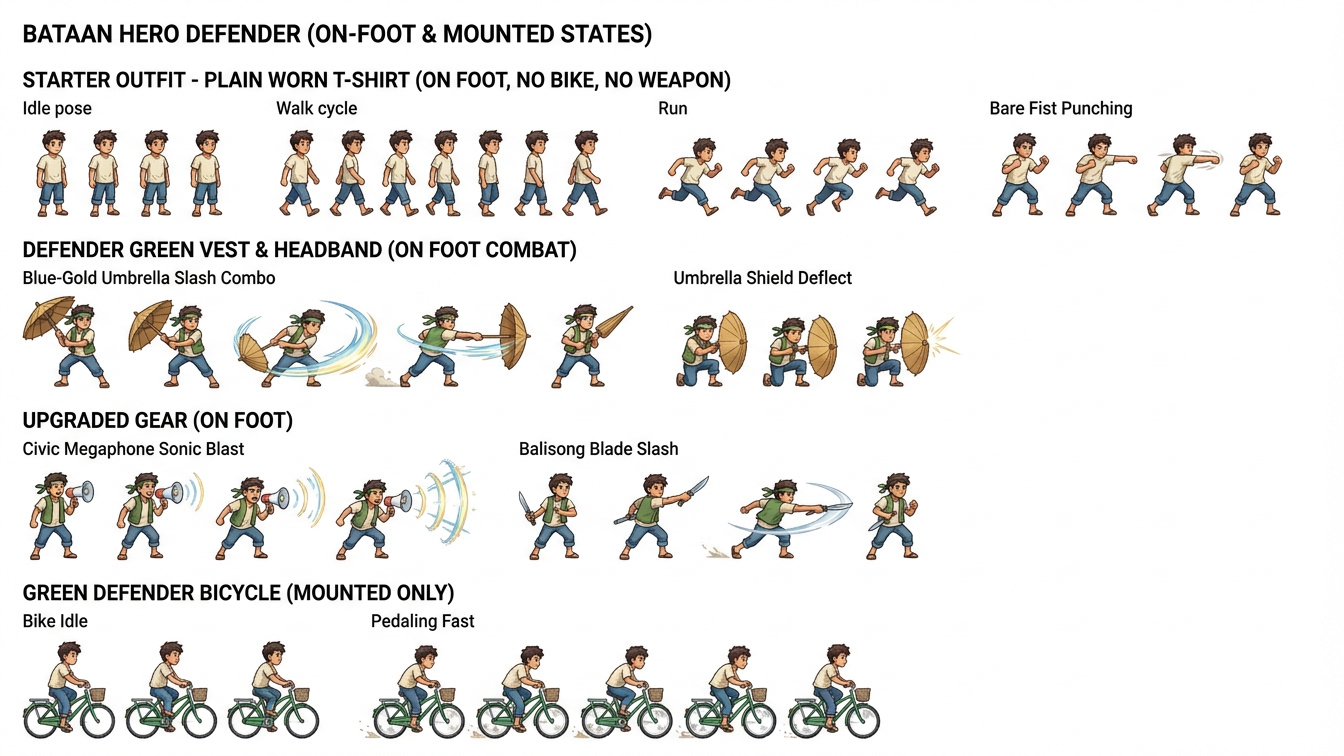 BATAAN HERO DEFENDER (ON-FOOT & MOUNTED STATES)
STARTER OUTFIT - PLAIN WORN T-SHIRT (ON FOOT, NO BIKE, NO WEAPON)
Idle pose
Walk cycle
Run
Bare Fist Punching
DEFENDER GREEN VEST & HEADBAND (ON FOOT COMBAT)
Blue-Gold Umbrella Slash Combo
Umbrella Shield Deflect
UPGRADED GEAR (ON FOOT)
Civic Megaphone Sonic Blast
Balisong Blade Slash
GREEN DEFENDER BICYCLE (MOUNTED ONLY)
Bike Idle
Pedaling Fast